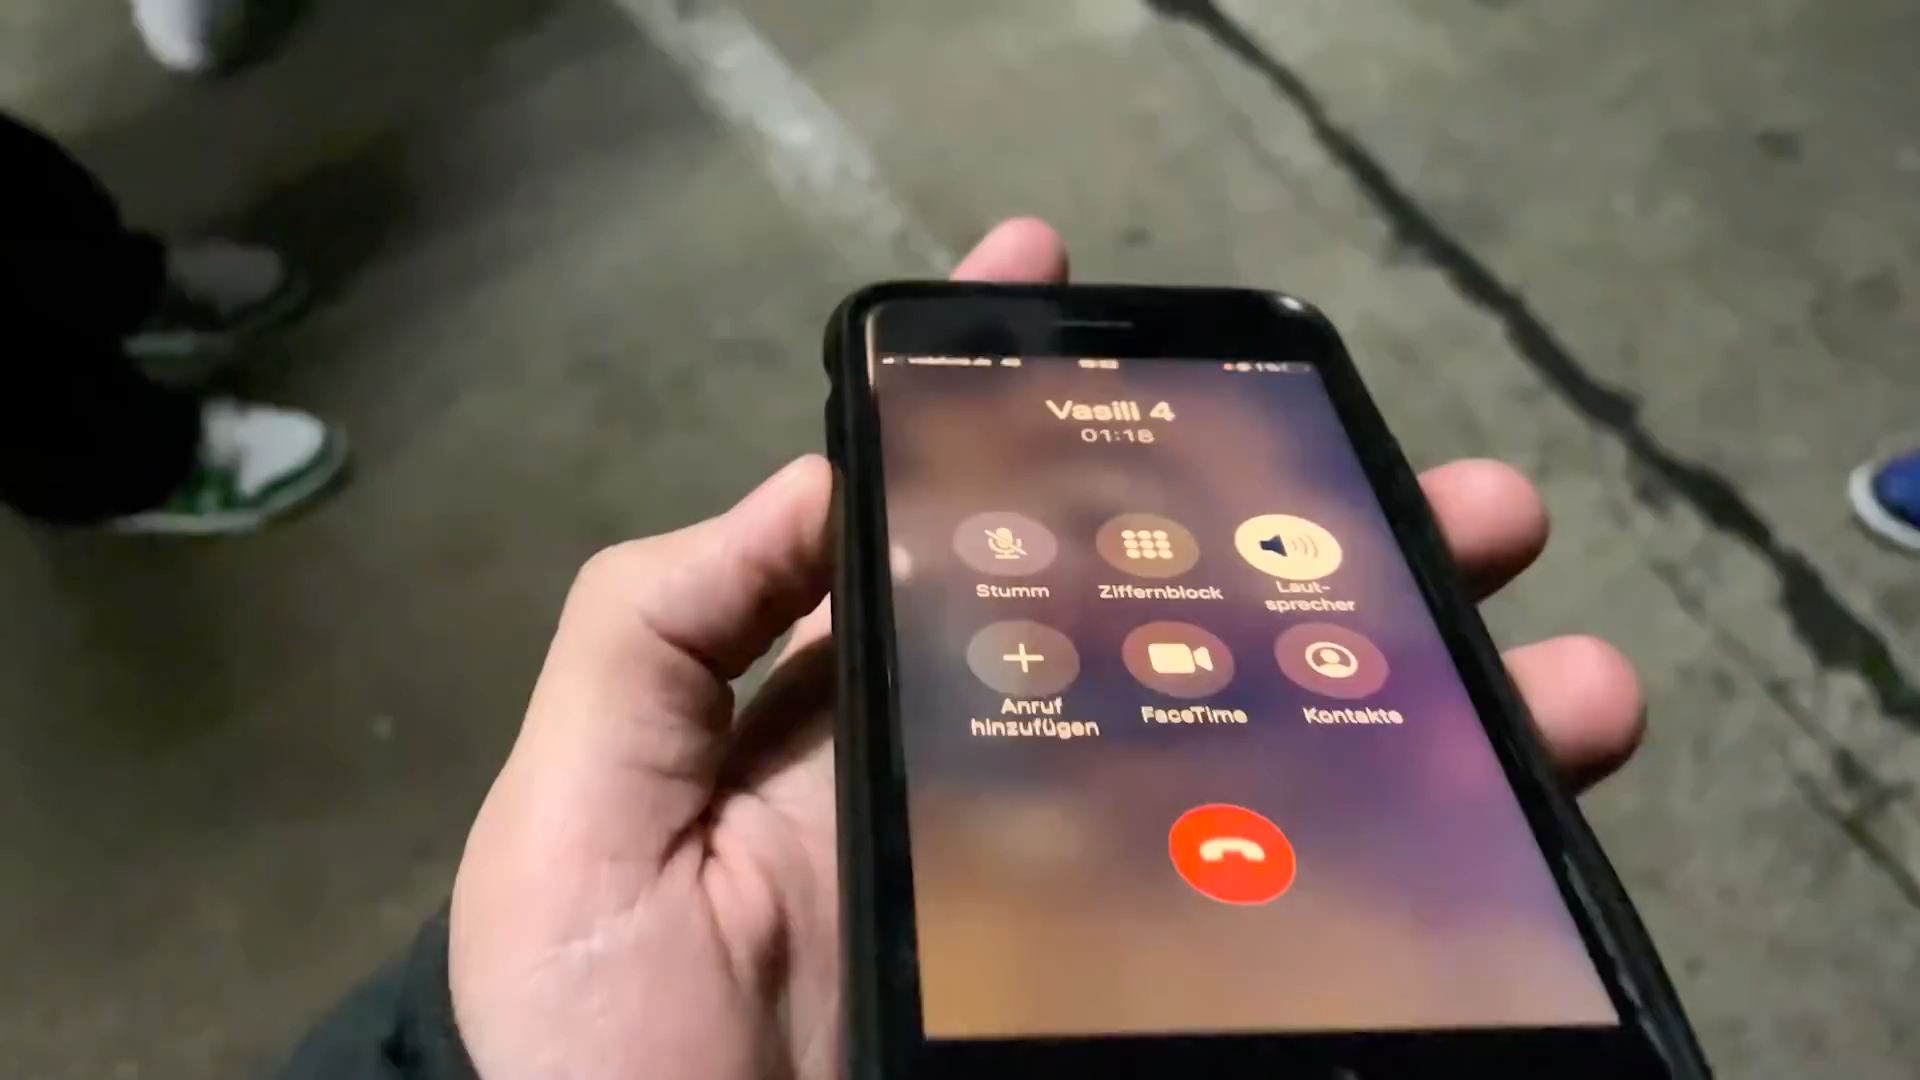 Vasili 4
01:18
Stumm
Ziffernblock
Laut-
sprecher
Anruf
hinzufügen
FaceTime
Kontakte